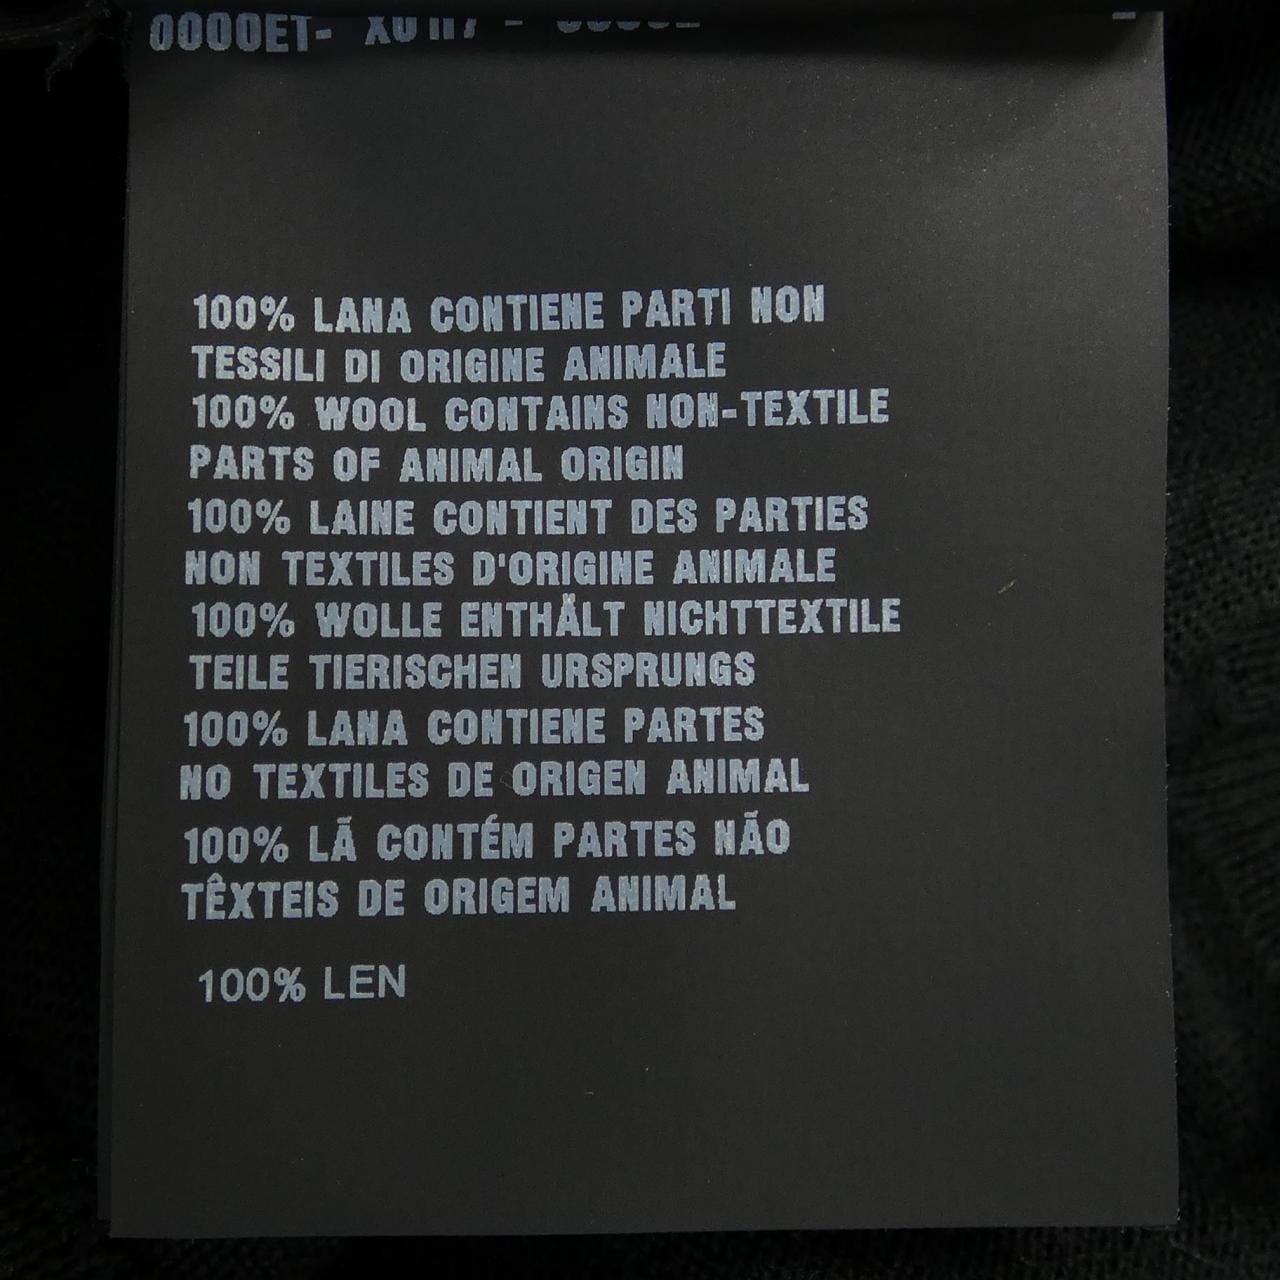 0000ET-
100% LANA CONTIENE PARTI NON
TESSILI DI ORIGINE ANIMALE
100% WOOL CONTAINS NON-TEXTILE
PARTS OF ANIMAL ORIGIN
100% LAINE CONTIENT DES PARTIES
NON TEXTILES D'ORIGINE ANIMALE
100% WOLLE ENTHÄLT NICHTTEXTILE
TEILE TIERISCHEN URSPRUNGS
100% LANA CONTIENE PARTES
NO TEXTILES DE ORIGEN ANIMAL
100% LÃ CONTÉM PARTES NÃO
TÊXTEIS DE ORIGEM ANIMAL
100% LEN